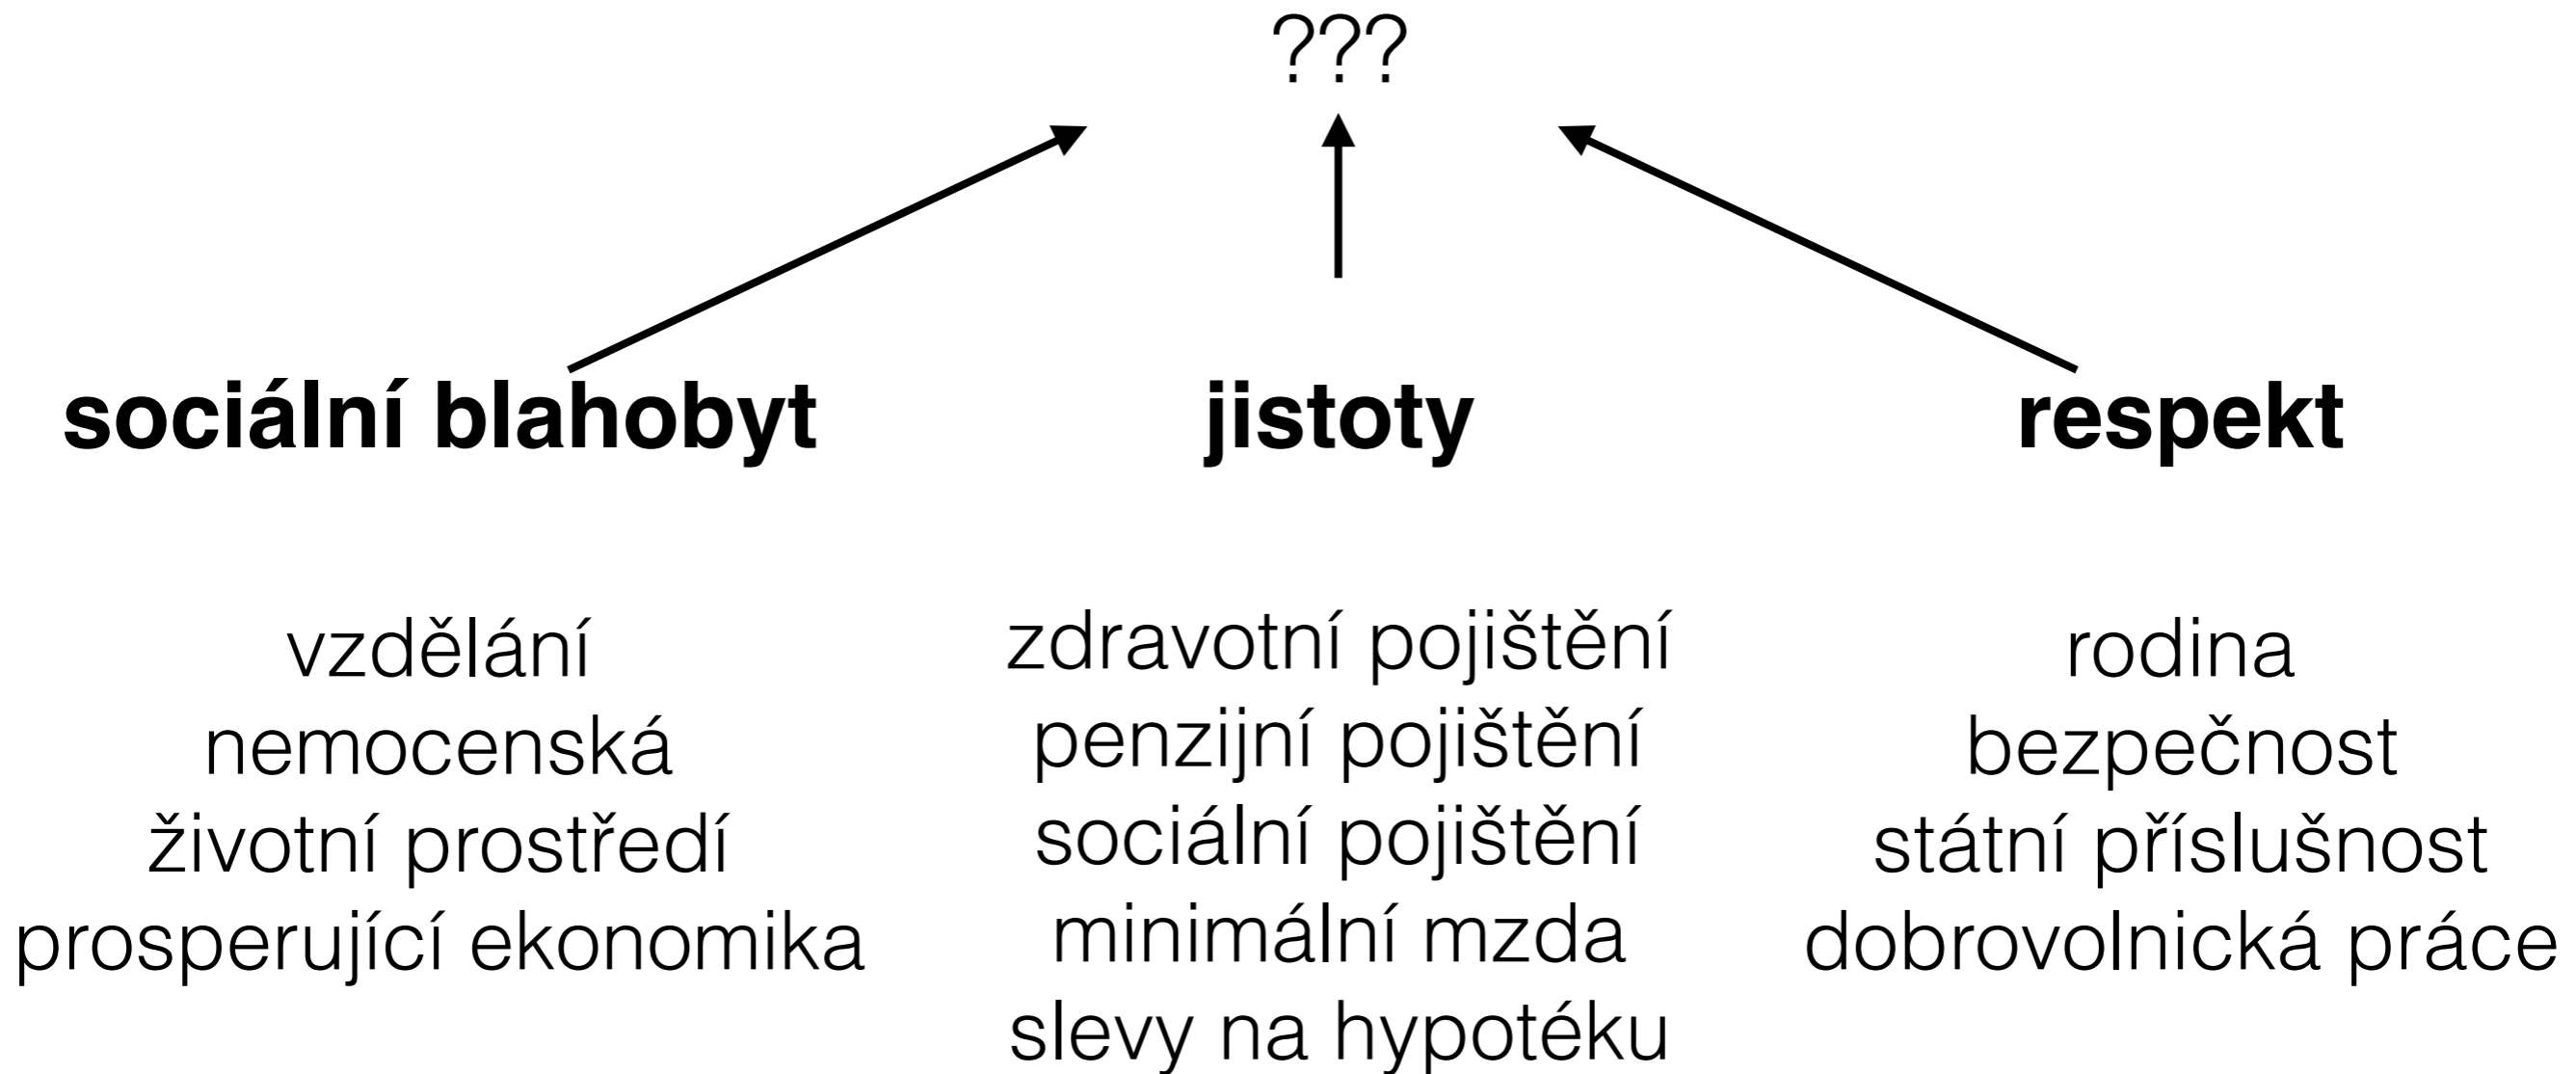 ???
sociální blahobyt
jistoty
respekt
vzdělání
nemocenská
životní prostředí
prosperující ekonomika
zdravotní pojištění
penzijní pojištění
sociální pojištění
minimální mzda
slevy na hypotéku
rodina
bezpečnost
státní příslušnost
dobrovolnická práce